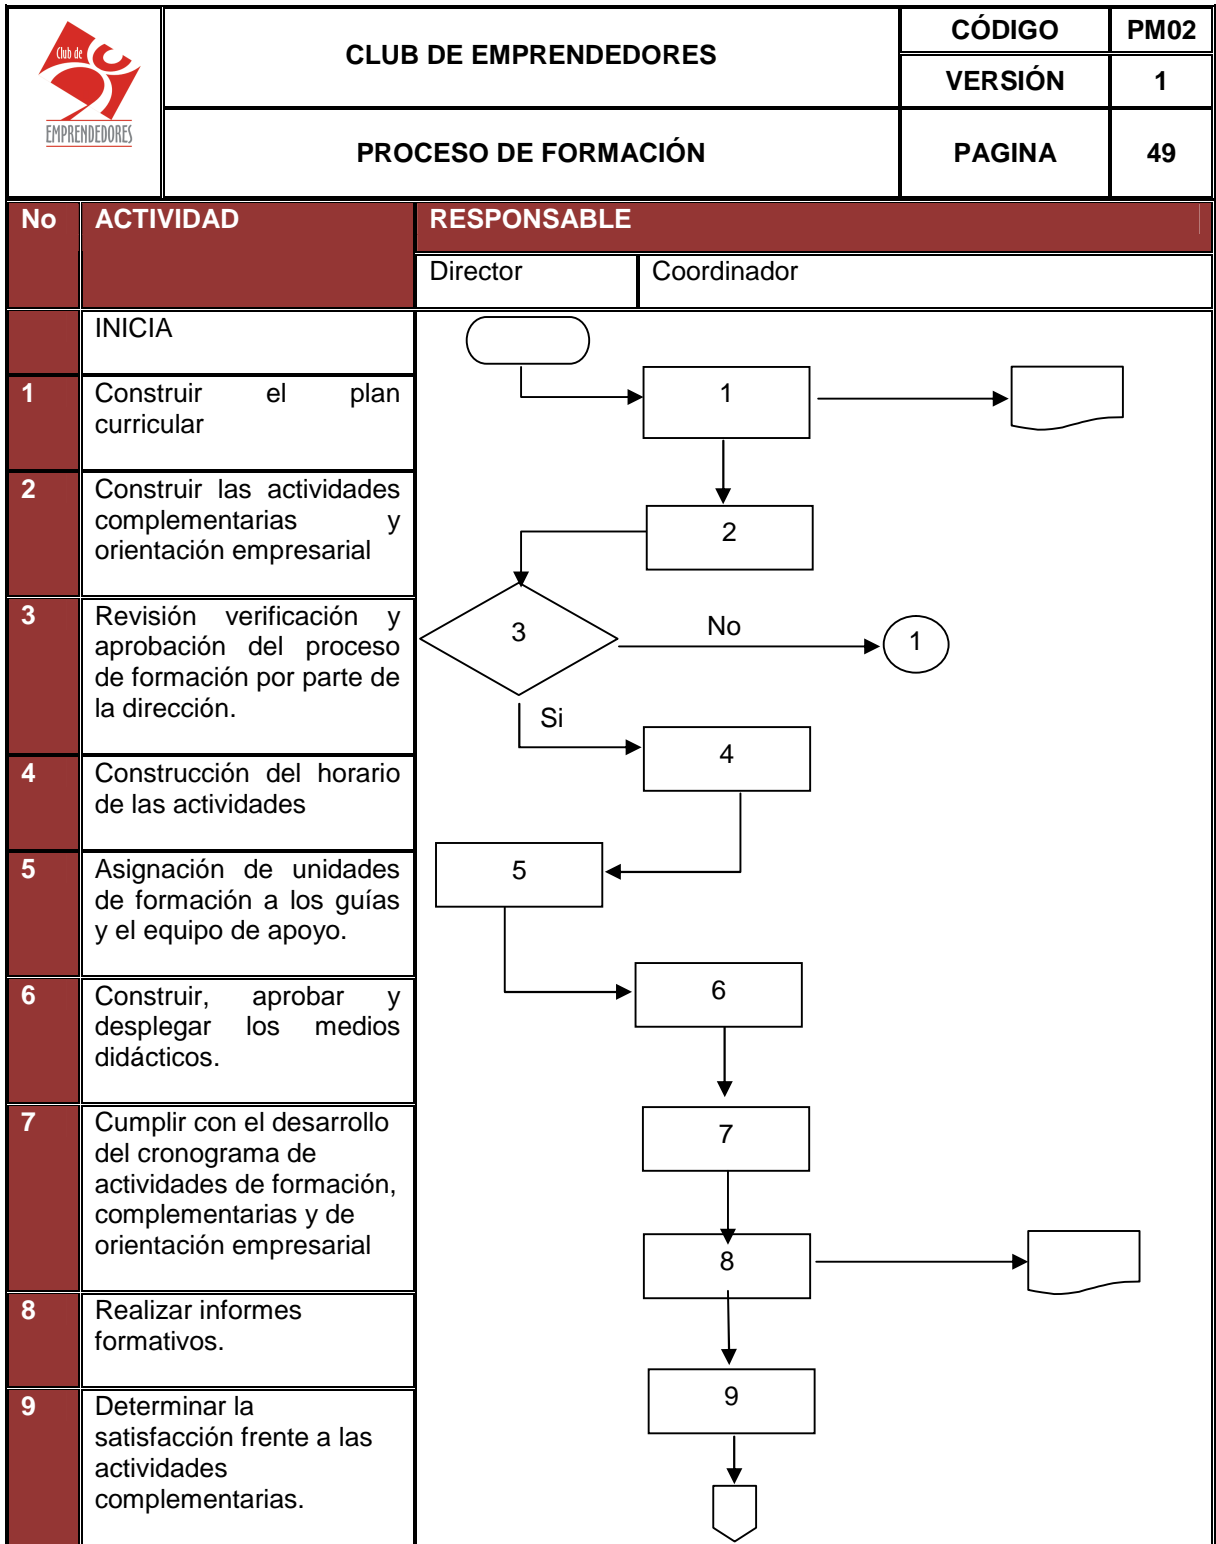 Club de
EMPRENDEDORES
CLUB DE EMPRENDEDORES
CÓDIGO
PM02
VERSIÓN
1
PROCESO DE FORMACIÓN
PAGINA
49
No
ACTIVIDAD
RESPONSABLE
Director
Coordinador
INICIA
1
Construir el plan
curricular
1
2
Construir las actividades
complementarias y
orientación empresarial
2
3
Revisión verificación y
aprobación del proceso
de formación por parte de
la dirección.
3
No
1
Si
4
Construcción del horario
de las actividades
4
5
Asignación de unidades
de formación a los guías
y el equipo de apoyo.
5
6
Construir, aprobar y
desplegar los medios
didácticos.
6
7
Cumplir con el desarrollo
del cronograma de
actividades de formación,
complementarias y de
orientación empresarial
7
8
8
Realizar informes
formativos.
9
Determinar la
satisfacción frente a las
actividades
complementarias.
9